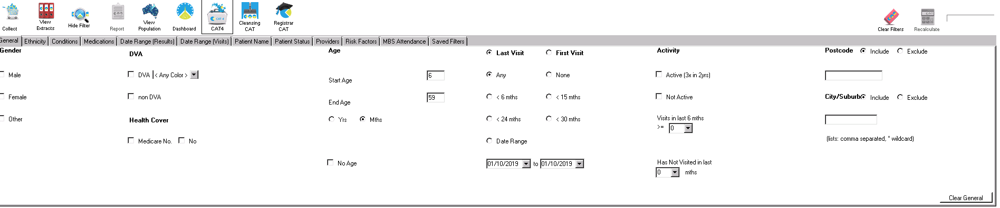 Collect
View Extracts
Hide Filter
Report
View Population
Dashboard
CAT 4
CAT4
Cleansing CAT
Registrar CAT
Clear Filters
Recalculate
General Ethnicity Conditions Medications Date Range (Results) Date Range (Visits) Patient Name Patient Status Providers Risk Factors MBS Attendance Saved Filters
Gender
Male
Female
Other
DVA
DVA < Any Color >
non DVA
Health Cover
Medicare No. No
Age
Start Age 6
End Age 59
Yrs Mths
No Age
Last Visit First Visit
Any None
< 6 mths < 15 mths
< 24 mths < 30 mths
Date Range
01/10/2019 to 01/10/2019
Activity
Active (3x in 2yrs)
Not Active
Visits in last 6 mths
>= 0
Has Not Visited in last
0 mths
Postcode Include Exclude
City/Suburb Include Exclude
(lists: comma separated, * wildcard)
Clear General